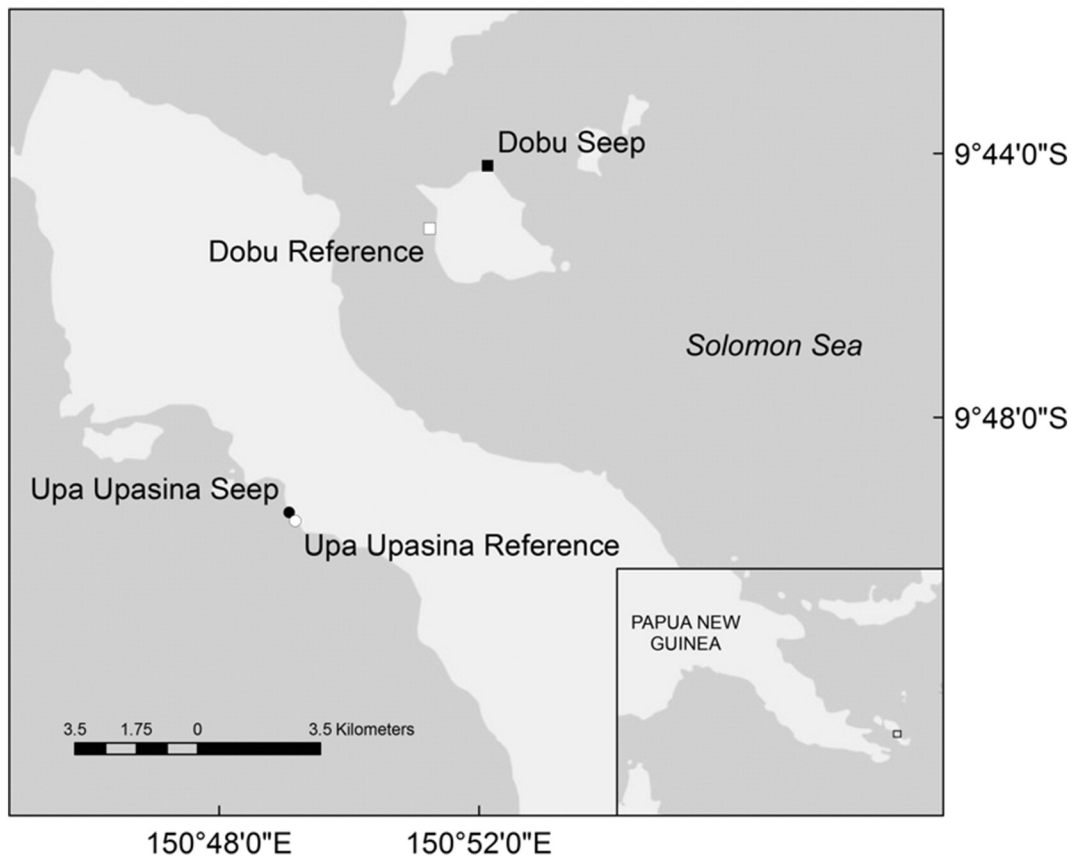 Dobu Seep
9°44'0"S
Dobu Reference
Solomon Sea
9°48'0"S
Upa Upasina Seep
Upa Upasina Reference
PAPUA NEW
GUINEA
3.5 1.75 0 3.5 Kilometers
150°48'0"E 150°52'0"E